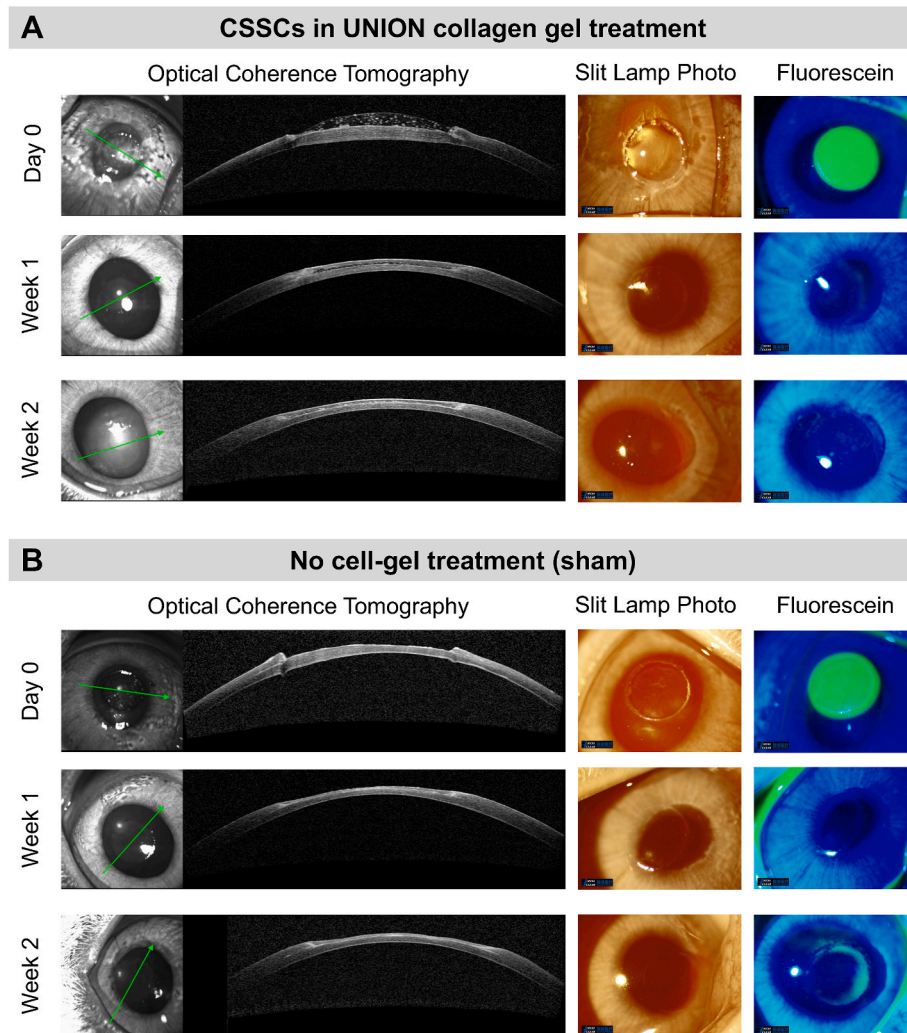 A CSSCs in UNION collagen gel treatment
Optical Coherence Tomography Slit Lamp Photo Fluorescein
Day 0
Week 1
Week 2
B No cell-gel treatment (sham)
Optical Coherence Tomography Slit Lamp Photo Fluorescein
Day 0
Week 1
Week 2